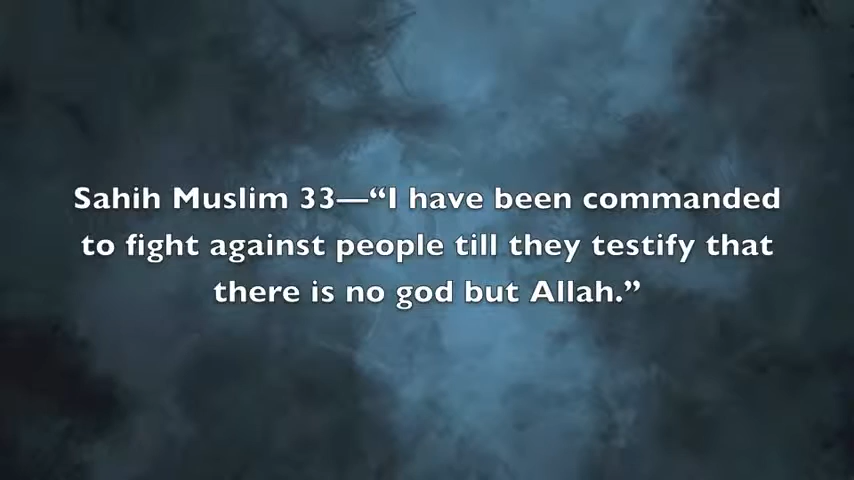 Sahih Muslim 33—“I have been commanded
to fight against people till they testify that
there is no god but Allah.”